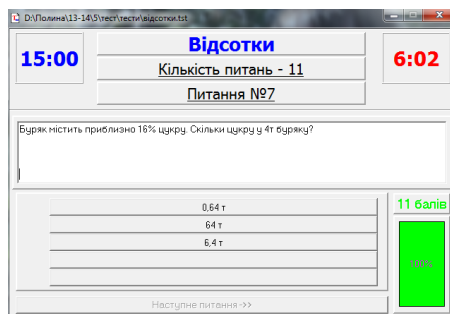 D:\Полина\13-14\5\тест\тести\відсотки.tst
15:00
Відсотки
6:02
Кількість питань - 11
Питання №7
Буряк містить приблизно 16% цукру. Скільки цукру у 4т буряку?
0,64 т
64 т
6,4 т
11 балів
100%
Наступне питання->>